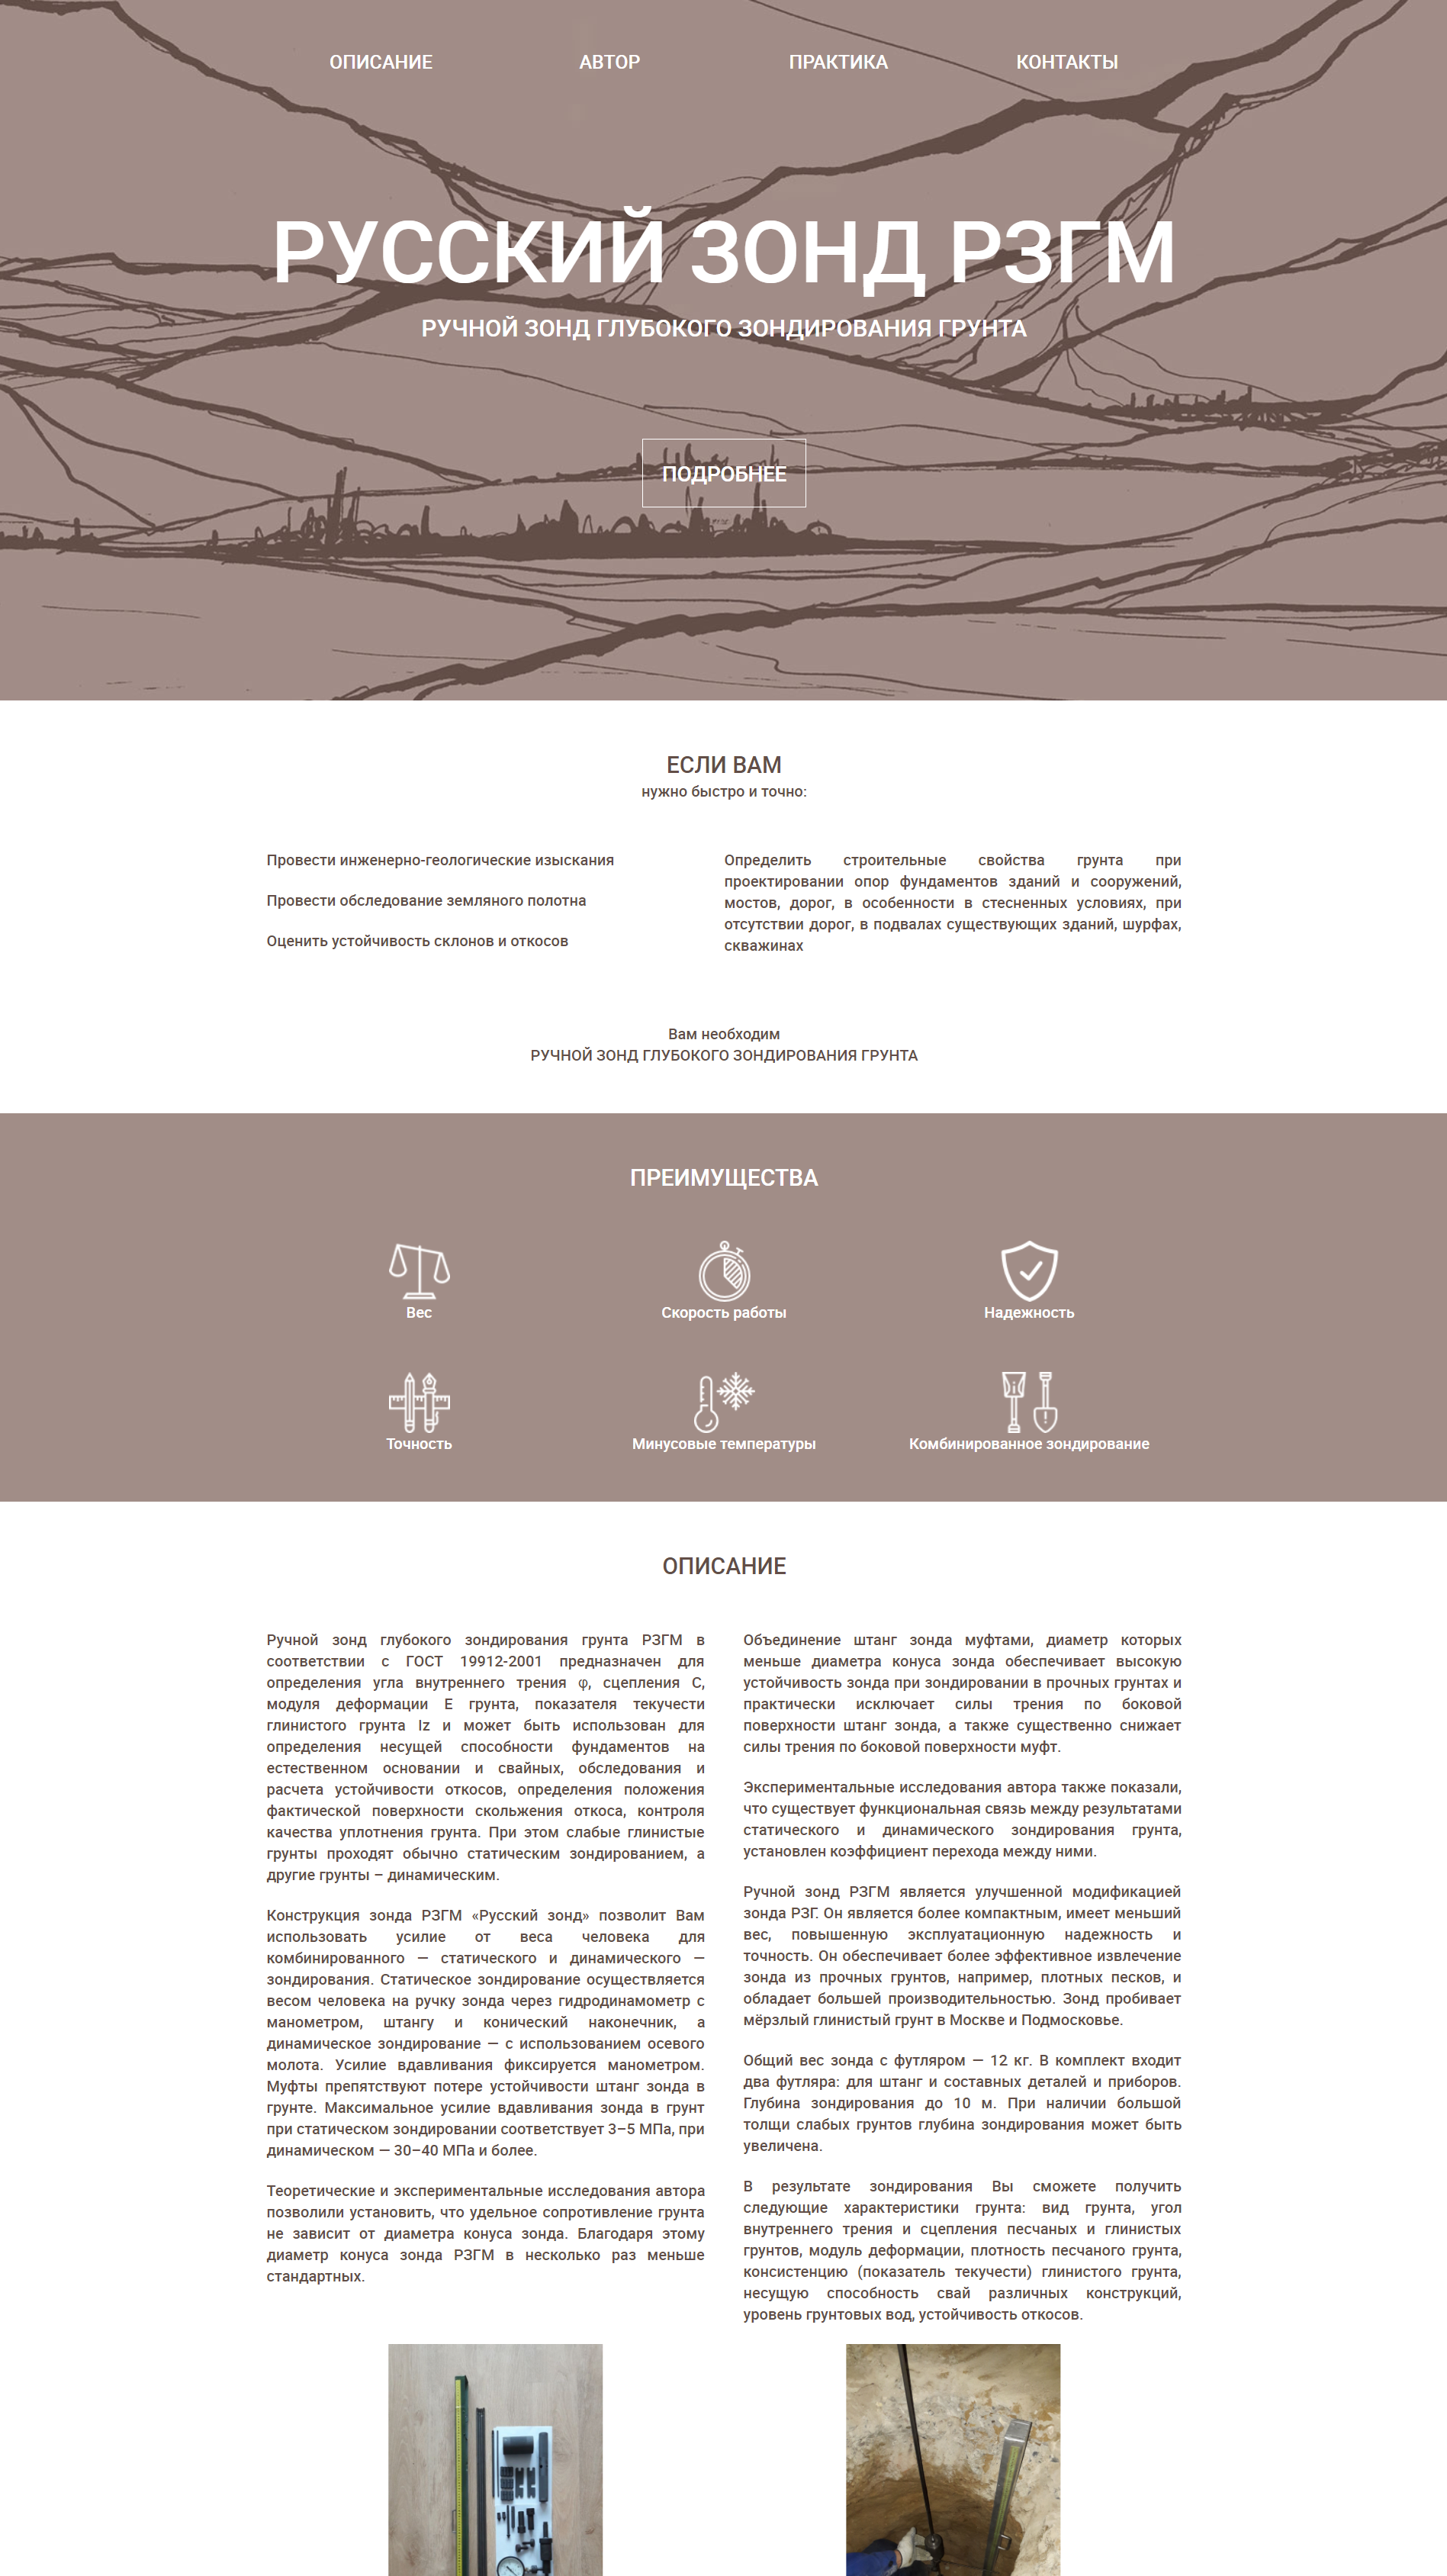 ОПИСАНИЕ
АВТОР
ПРАКТИКА
КОНТАКТЫ
РУССКИЙ ЗОНД РЗГМ
РУЧНОЙ ЗОНД ГЛУБОКОГО ЗОНДИРОВАНИЯ ГРУНТА
ПОДРОБНЕЕ
ЕСЛИ ВАМ
нужно быстро и точно:
Провести инженерно-геологические изыскания
Провести обследование земляного полотна
Оценить устойчивость склонов и откосов
Определить строительные свойства грунта при
проектировании опор фундаментов зданий и сооружений,
мостов, дорог, в особенности в стесненных условиях, при
отсутствии дорог, в подвалах существующих зданий, шурфах,
скважинах
Вам необходим
РУЧНОЙ ЗОНД ГЛУБОКОГО ЗОНДИРОВАНИЯ ГРУНТА
ПРЕИМУЩЕСТВА
Вес
Скорость работы
Надежность
Точность
Минусовые температуры
Комбинированное зондирование
ОПИСАНИЕ
Ручной зонд глубокого зондирования грунта РЗГМ в
соответствии с ГОСТ 19912-2001 предназначен для
определения угла внутреннего трения φ, сцепления С,
модуля деформации Е грунта, показателя текучести
глинистого грунта Iz и может быть использован для
определения несущей способности фундаментов на
естественном основании и свайных, обследования и
расчета устойчивости откосов, определения положения
фактической поверхности скольжения откоса, контроля
качества уплотнения грунта. При этом слабые глинистые
грунты проходят обычно статическим зондированием, а
другие грунты – динамическим.
Конструкция зонда РЗГМ «Русский зонд» позволит Вам
использовать усилие от веса человека для
комбинированного — статического и динамического —
зондирования. Статическое зондирование осуществляется
весом человека на ручку зонда через гидродинамометр с
манометром, штангу и конический наконечник, а
динамическое зондирование — с использованием осевого
молота. Усилие вдавливания фиксируется манометром.
Муфты препятствуют потере устойчивости штанг зонда в
грунте. Максимальное усилие вдавливания зонда в грунт
при статическом зондировании соответствует 3–5 МПа, при
динамическом — 30–40 МПа и более.
Теоретические и экспериментальные исследования автора
позволили установить, что удельное сопротивление грунта
не зависит от диаметра конуса зонда. Благодаря этому
диаметр конуса зонда РЗГМ в несколько раз меньше
стандартных.
Объединение штанг зонда муфтами, диаметр которых
меньше диаметра конуса зонда обеспечивает высокую
устойчивость зонда при зондировании в прочных грунтах и
практически исключает силы трения по боковой
поверхности штанг зонда, а также существенно снижает
силы трения по боковой поверхности муфт.
Экспериментальные исследования автора также показали,
что существует функциональная связь между результатами
статического и динамического зондирования грунта,
установлен коэффициент перехода между ними.
Ручной зонд РЗГМ является улучшенной модификацией
зонда РЗГ. Он является более компактным, имеет меньший
вес, повышенную эксплуатационную надежность и
точность. Он обеспечивает более эффективное извлечение
зонда из прочных грунтов, например, плотных песков, и
обладает большей производительностью. Зонд пробивает
мёрзлый глинистый грунт в Москве и Подмосковье.
Общий вес зонда с футляром — 12 кг. В комплект входит
два футляра: для штанг и составных деталей и приборов.
Глубина зондирования до 10 м. При наличии большой
толщи слабых грунтов глубина зондирования может быть
увеличена.
В результате зондирования Вы сможете получить
следующие характеристики грунта: вид грунта, угол
внутреннего трения и сцепления песчаных и глинистых
грунтов, модуль деформации, плотность песчаного грунта,
консистенцию (показатель текучести) глинистого грунта,
несущую способность свай различных конструкций,
уровень грунтовых вод, устойчивость откосов.